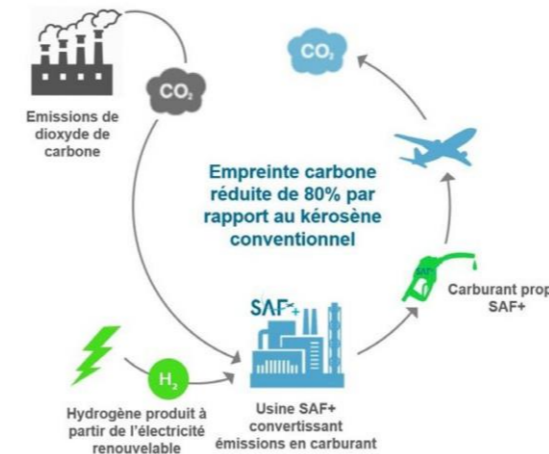 CO₂
CO₂
Emissions de
dioxyde de
carbone
Empreinte carbone
réduite de 80% par
rapport au kérosène
conventionnel
SAF+
Carburant prop
SAF+
SAF+
H₂
Hydrogène produit à
partir de l'électricité
renouvelable
Usine SAF+
convertissant
émissions en carburant